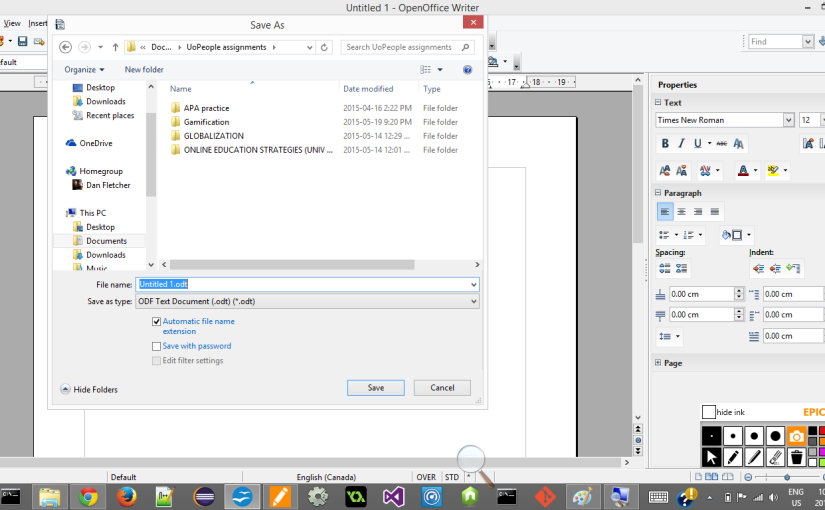 Untitled 1 - OpenOffice Writer
View Insert
Save As
« Doc... UoPeople assignments
Search UoPeople assignments
Find
Organize New folder
fault
Name Date modified Type
17 18 19
Properties
Desktop
Downloads
Recent places
OneDrive
Homegroup
Dan Fletcher
This PC
Desktop
Documents
Downloads
Music
APA practice 2015-04-16 2:22 PM File folder
Gamification 2015-05-19 9:20 PM File folder
GLOBALIZATION 2015-05-14 12:29 ... File folder
ONLINE EDUCATION STRATEGIES (UNIV ... 2015-05-14 12:01 ... File folder
File name: Untitled 1.odt
Save as type: ODF Text Document (.odt) (*.odt)
Automatic file name
extension
Save with password
Edit filter settings
Hide Folders Save Cancel
Text
Times New Roman 12
B I U ABC
Paragraph
Spacing: Indent:
0.00 cm 0.00 cm
0.00 cm 0.00 cm
0.00 cm
Page
hide ink EPIC
Default English (Canada) OVER STD *
ENG
US
10
201